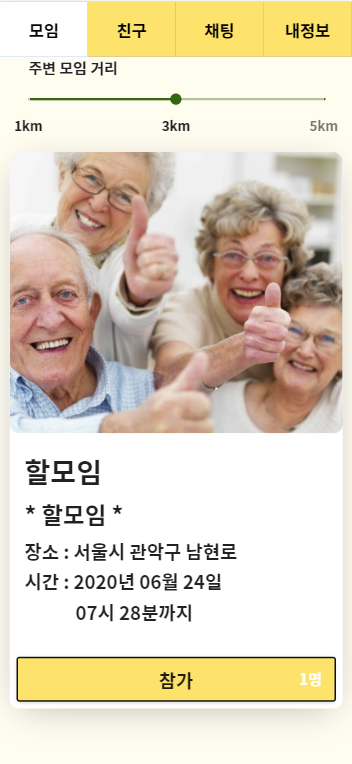 모임 친구 채팅 내정보
주변 모임 거리
1km 3km 5km
할모임
* 할모임 *
장소 : 서울시 관악구 남현로
시간 : 2020년 06월 24일
07시 28분까지
참가 1명